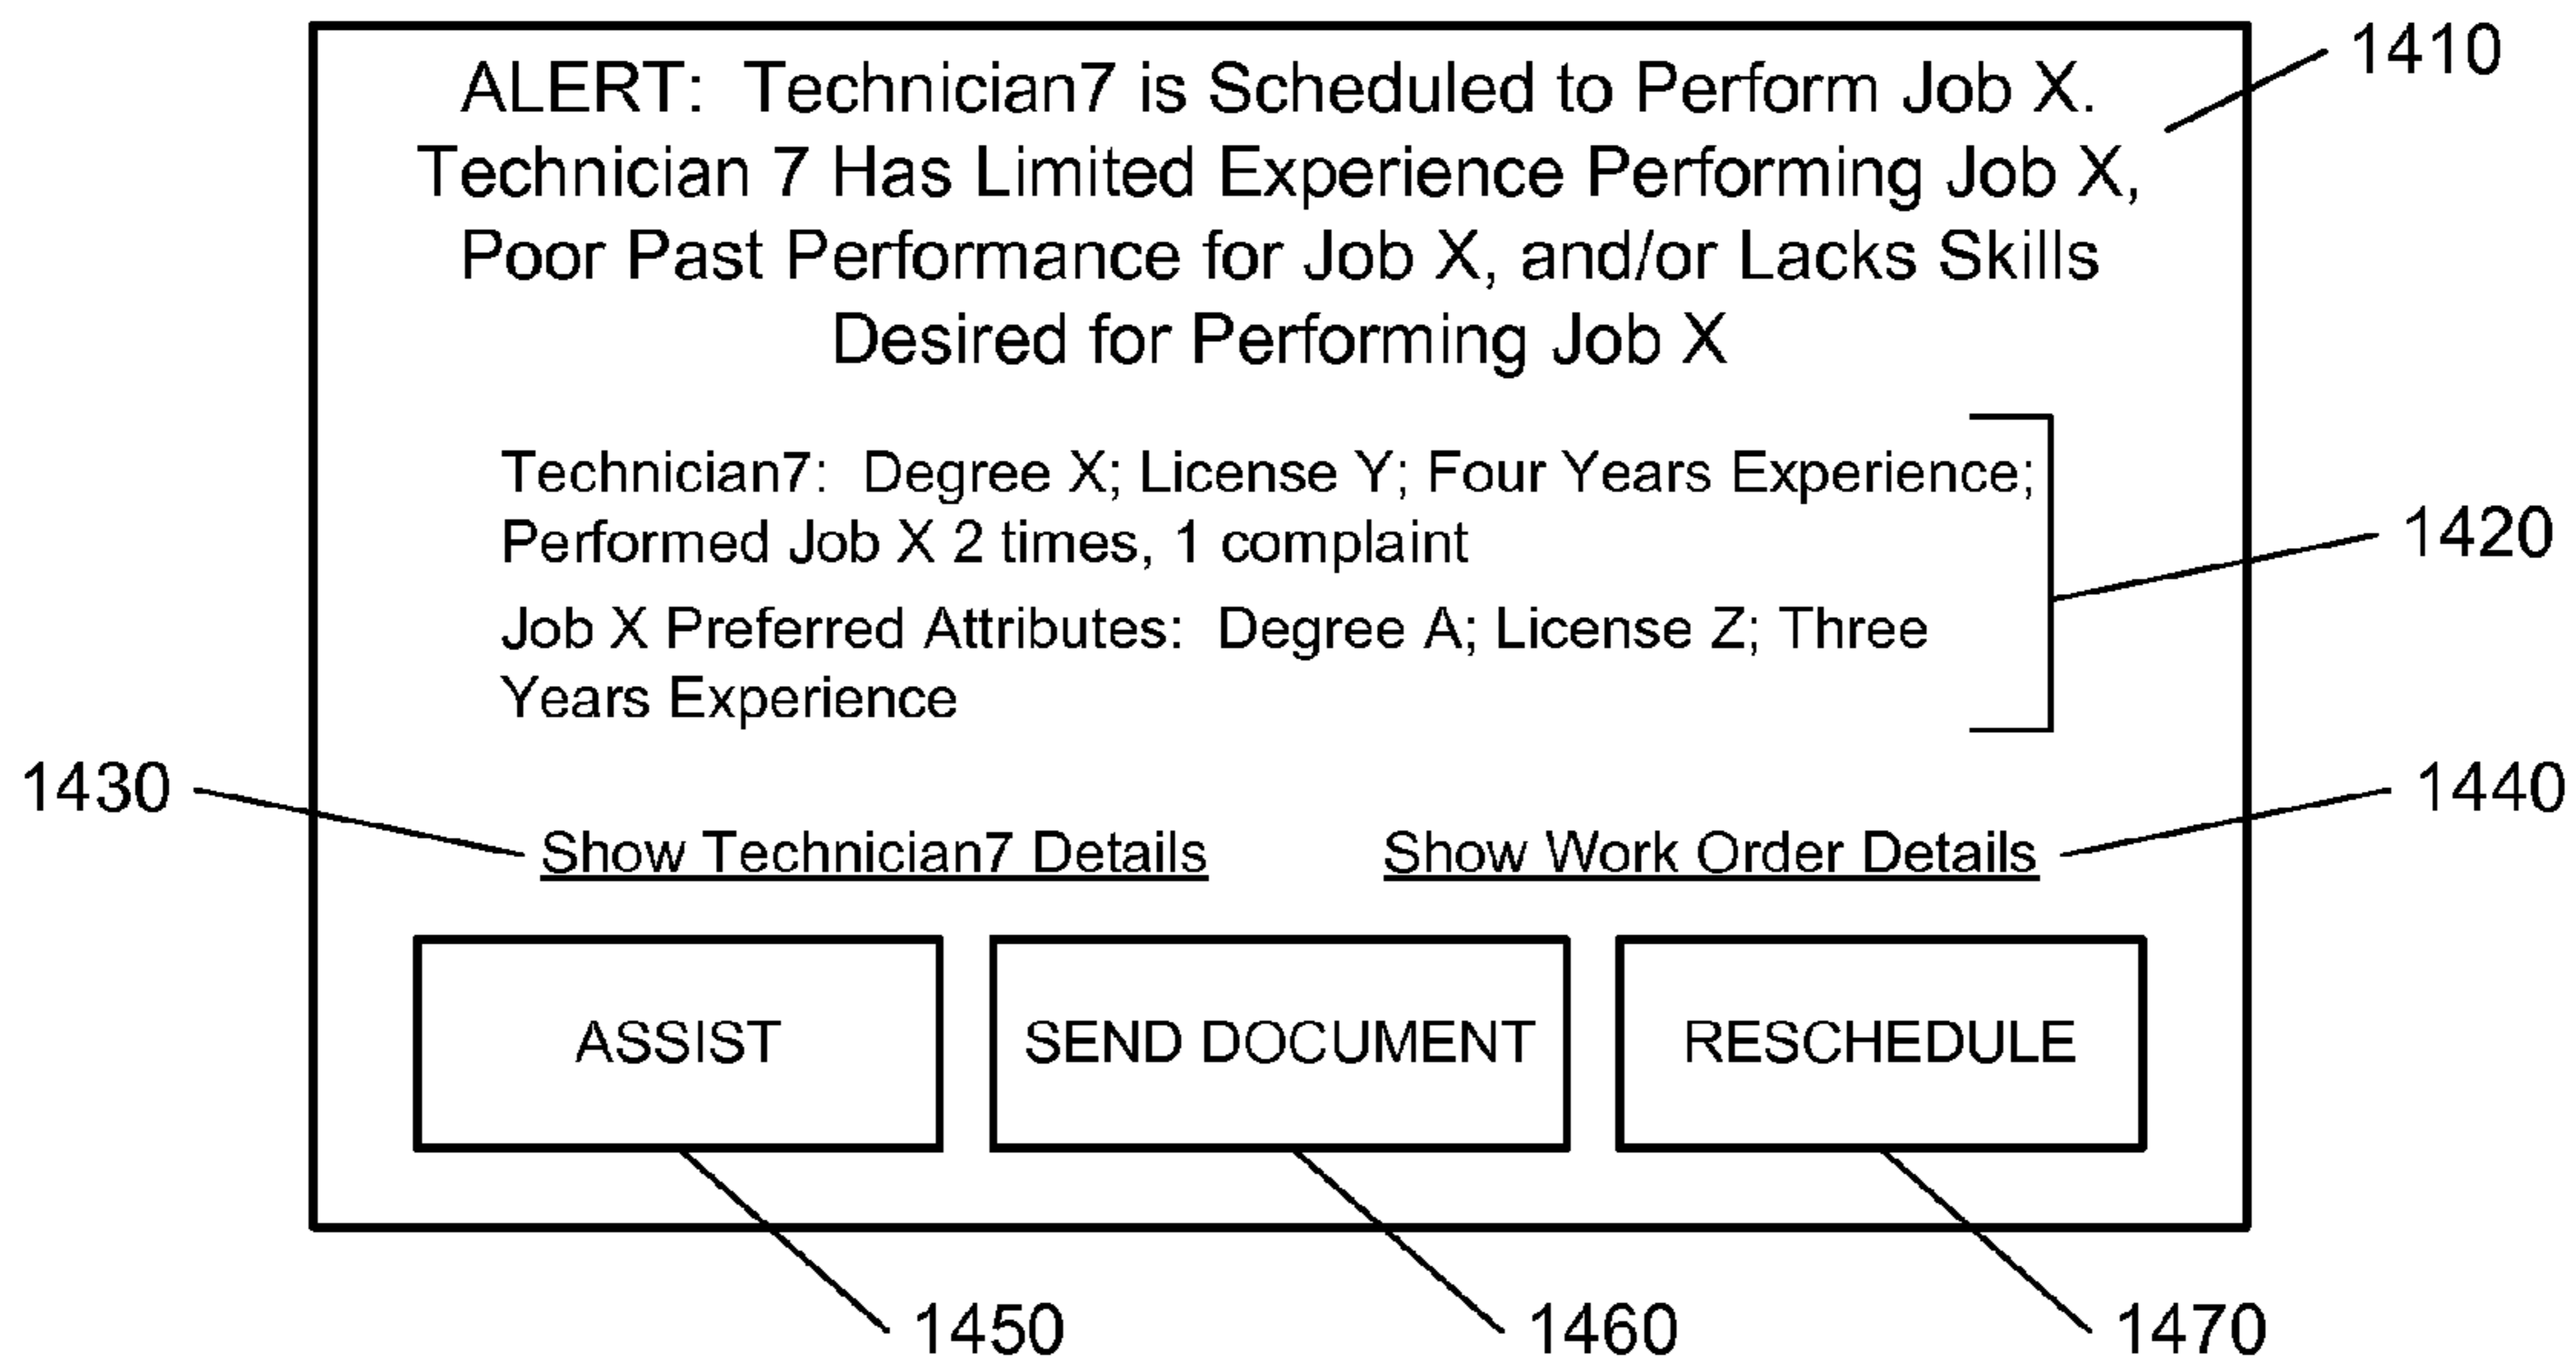 ALERT: Technician7 is Scheduled to Perform Job X.
Technician 7 Has Limited Experience Performing Job X,
Poor Past Performance for Job X, and/or Lacks Skills
Desired for Performing Job X
1410
Technician7: Degree X; License Y; Four Years Experience;
Performed Job X 2 times, 1 complaint
Job X Preferred Attributes: Degree A; License Z; Three
Years Experience
1420
1430
Show Technician7 Details
Show Work Order Details
1440
ASSIST
SEND DOCUMENT
RESCHEDULE
1450
1460
1470